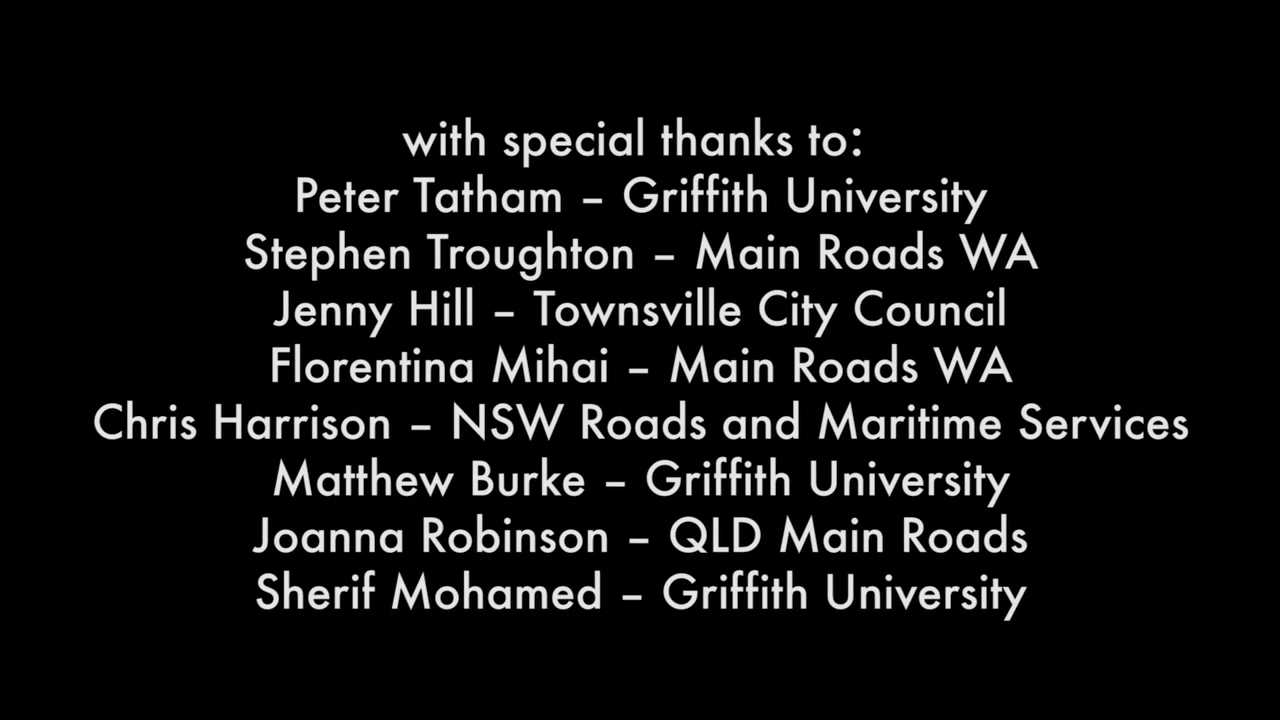 with special thanks to:
Peter Tatham – Griffith University
Stephen Troughton – Main Roads WA
Jenny Hill – Townsville City Council
Florentina Mihai – Main Roads WA
Chris Harrison – NSW Roads and Maritime Services
Matthew Burke – Griffith University
Joanna Robinson – QLD Main Roads
Sherif Mohamed – Griffith University